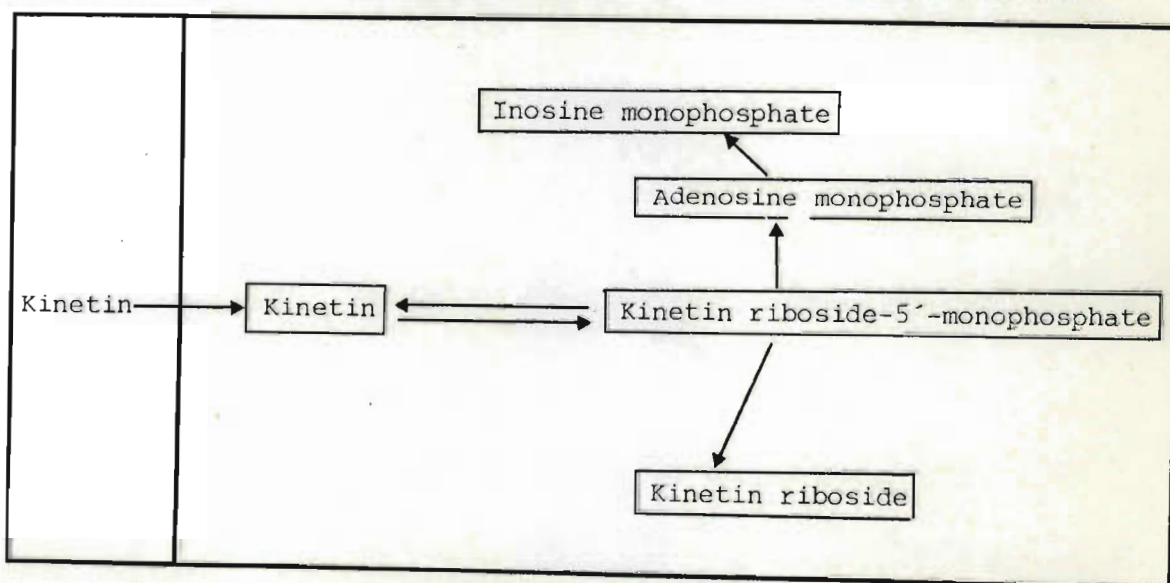 Inosine monophosphate
Adenosine monophosphate
Kinetin
Kinetin
Kinetin riboside-5´-monophosphate
Kinetin riboside